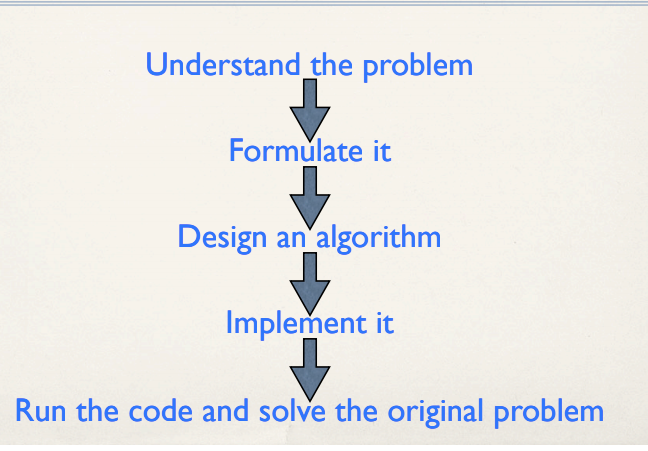 Understand the problem
Formulate it
Design an algorithm
Implement it
Run the code and solve the original problem